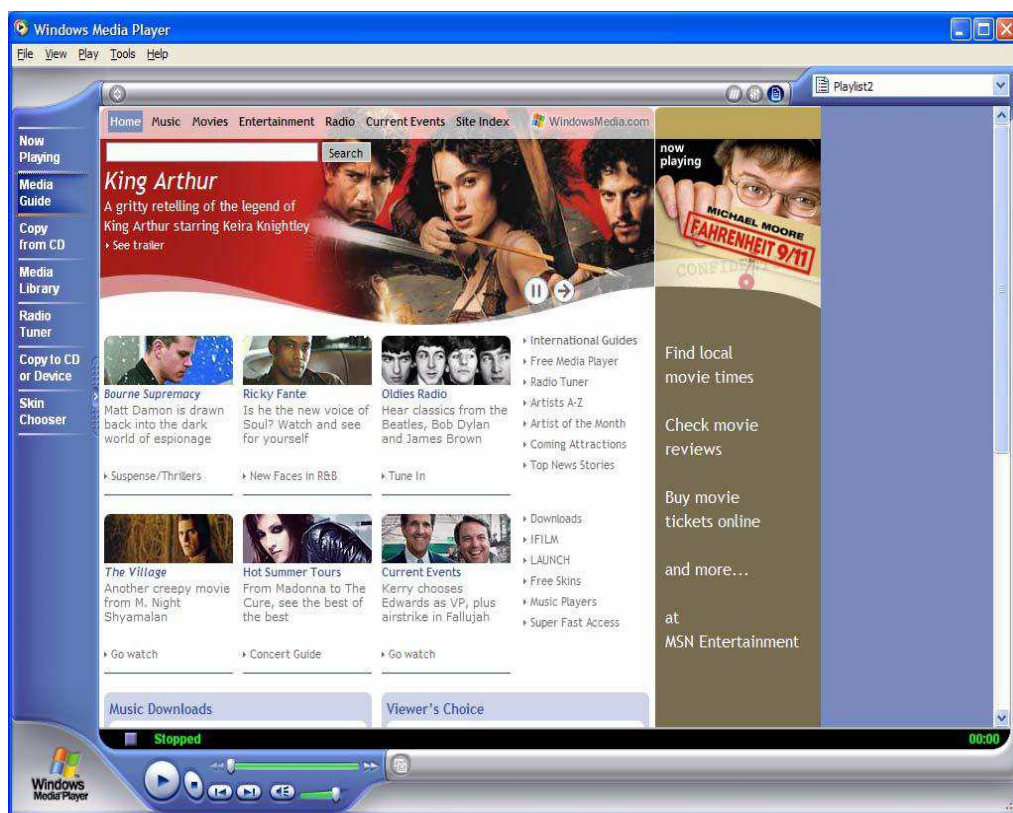 Windows Media Player
File View Play Tools Help
Playlist2
Now
Playing
Media
Guide
Copy
from CD
Media
Library
Radio
Tuner
Copy to CD
or Device
Skin
Chooser
Home Music Movies Entertainment Radio Current Events Site Index WindowsMedia.com
Search
King Arthur
A gritty retelling of the legend of
King Arthur starring Keira Knightley
See trailer
now
playing
MICHAEL MOORE
FAHRENHEIT 9/11
Bourne Supremacy
Matt Damon is drawn
back into the dark
world of espionage
Suspense/Thrillers
Ricky Fante
Is he the new voice of
Soul? Watch and see
for yourself
New Faces in R&B
Oldies Radio
Hear classics from the
Beatles, Bob Dylan
and James Brown
Tune In
International Guides
Free Media Player
Radio Tuner
Artists A-Z
Artist of the Month
Coming Attractions
Top News Stories
The Village
Another creepy movie
from M. Night
Shyamalan
Go watch
Hot Summer Tours
From Madonna to The
Cure, see the best of
the best
Concert Guide
Current Events
Kerry chooses
Edwards as VP, plus
airstrike in Fallujah
Go watch
Downloads
IFILM
LAUNCH
Free Skins
Music Players
Super Fast Access
Find local
movie times
Check movie
reviews
Buy movie
tickets online
and more...
at
MSN Entertainment
Music Downloads
Viewer's Choice
Stopped
00:00
Windows
Media Player